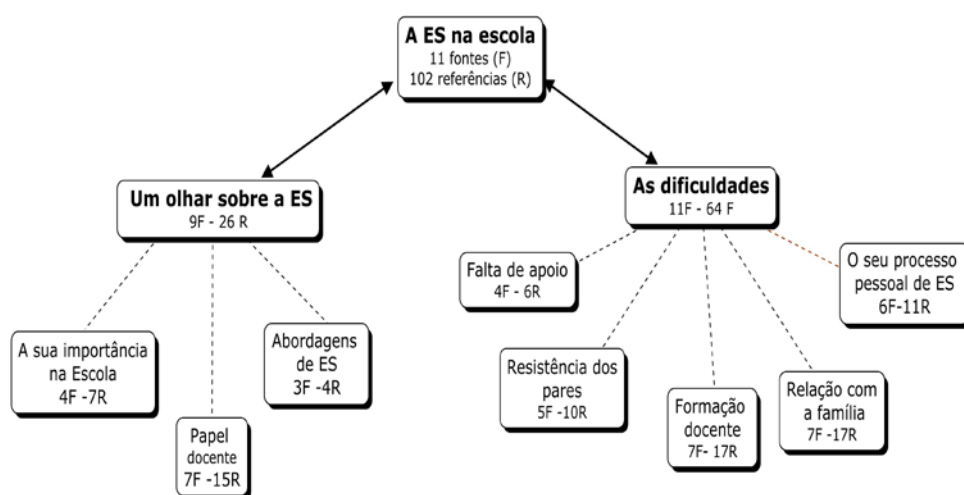 A ES na escola
11 fontes (F)
102 referências (R)
Um olhar sobre a ES
9F - 26 R
As dificuldades
11F - 64 F
A sua importância
na Escola
4F -7R
Papel
docente
7F -15R
Abordagens
de ES
3F -4R
Falta de apoio
4F - 6R
Resistência dos
pares
5F -10R
Formação
docente
7F- 17R
Relação com
a família
7F -17R
O seu processo
pessoal de ES
6F-11R